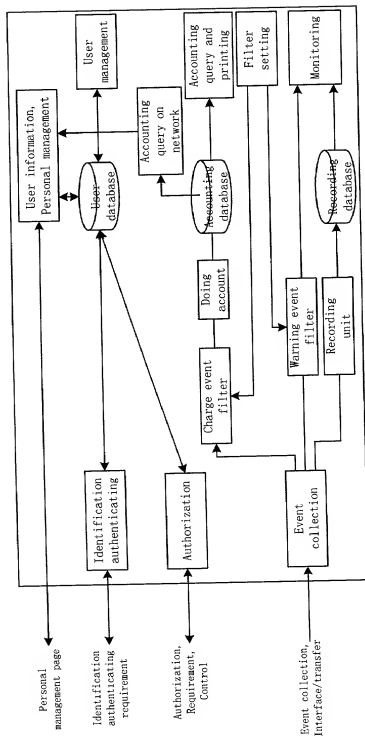 Personal
management page
User information,
Personal management
User
database
User
management
Identification
authenticating
requirement
Identification
authenticating
Accounting
query on
network
Authorization,
Requirement,
Control
Authorization
Accounting
database
Accounting
query and
printing
Doing
account
Charge event
filter
Filter
setting
Event collection,
Interface/transfer
Event
collection
Warning event
filter
Monitoring
Recording
unit
Recording
database